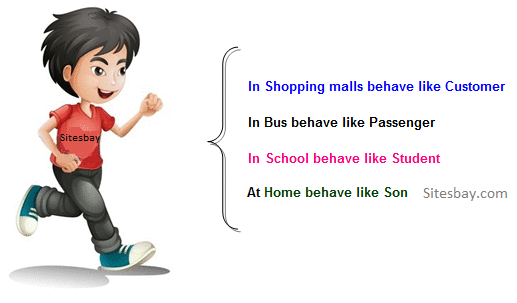 Sitesbay
In Shopping malls behave like Customer
In Bus behave like Passenger
In School behave like Student
At Home behave like Son
Sitesbay.com